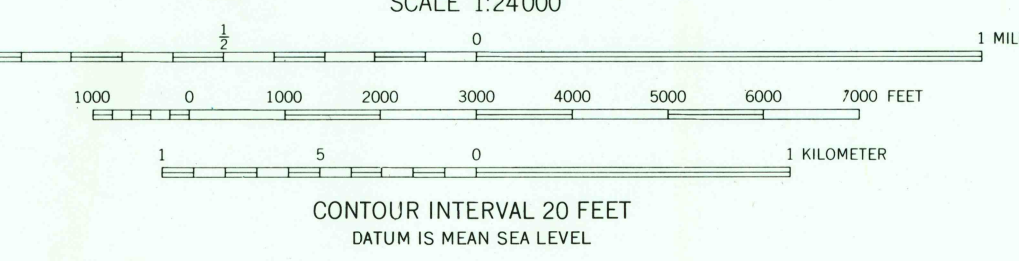 SCALE 1:24000
1/2 0 1 MIL
1000 0 1000 2000 3000 4000 5000 6000 7000 FEET
1 5 0 1 KILOMETER
CONTOUR INTERVAL 20 FEET
DATUM IS MEAN SEA LEVEL